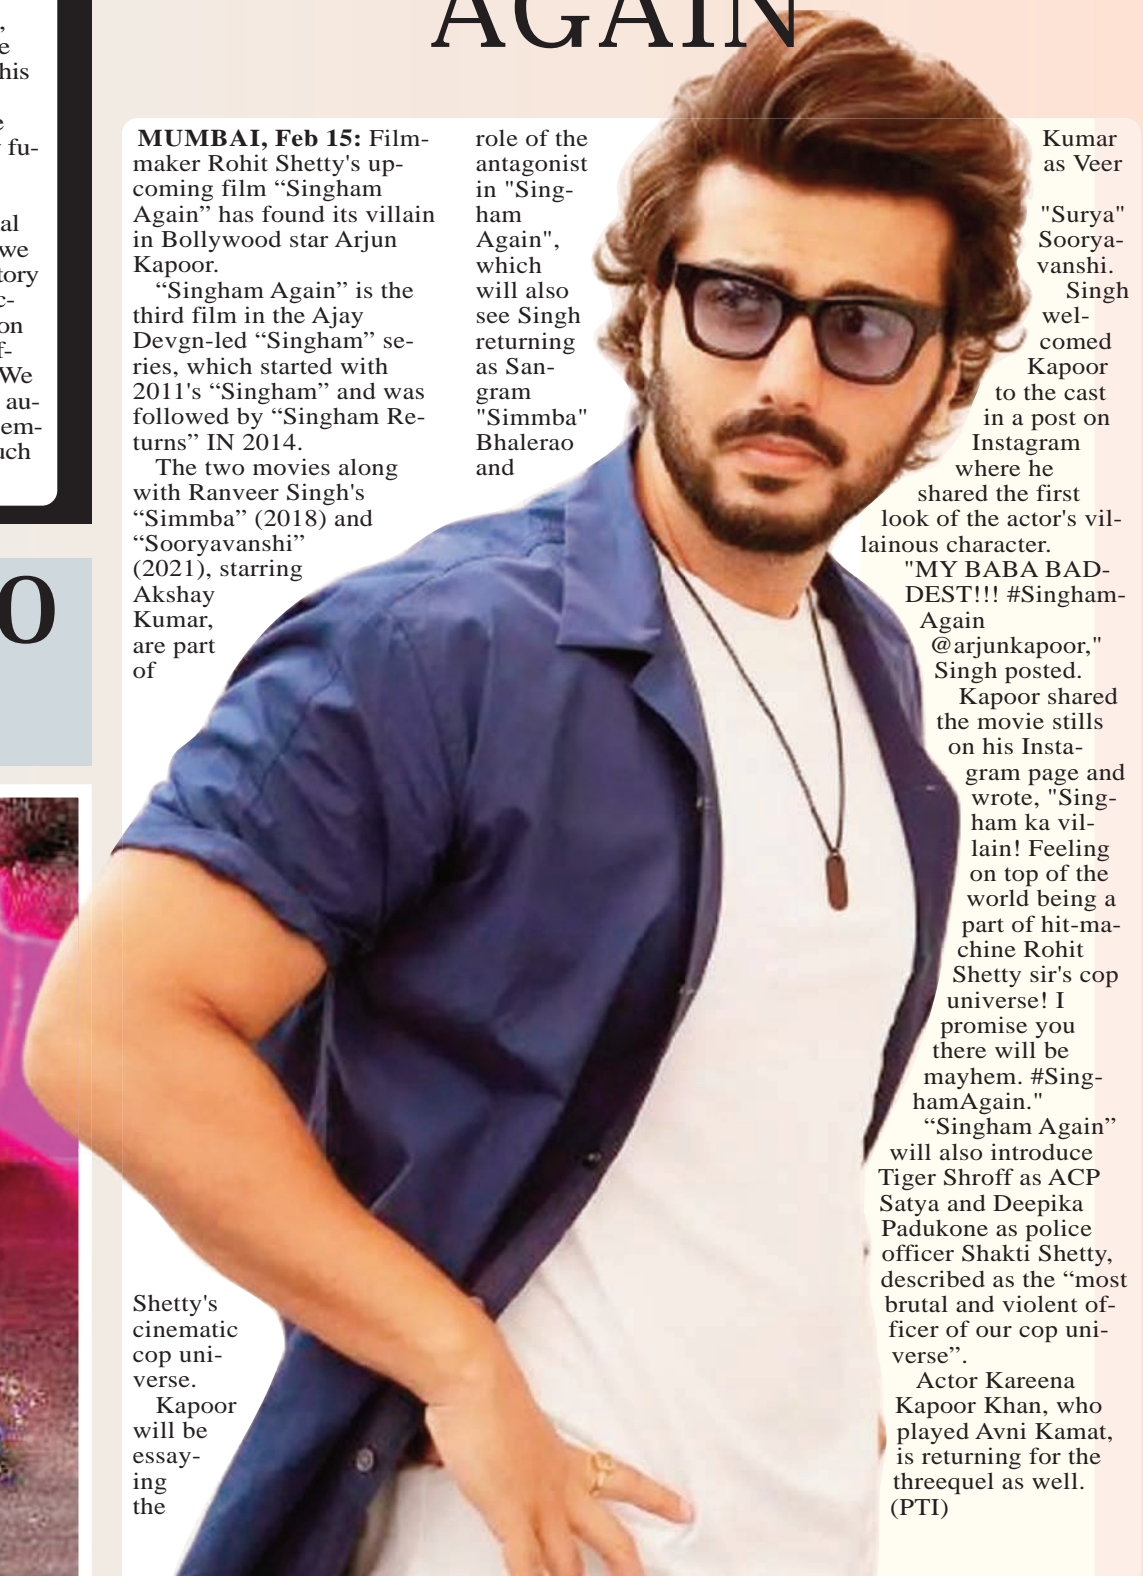 ,
e
his
e
fu-
al
we
tory
c-
on
f-
We
au-
em-
uch
O
AGAIN
MUMBAI, Feb 15: Film-
maker Rohit Shetty's up-
coming film “Singham
Again” has found its villain
in Bollywood star Arjun
Kapoor.
“Singham Again” is the
third film in the Ajay
Devgn-led “Singham” se-
ries, which started with
2011's “Singham” and was
followed by “Singham Re-
turns” IN 2014.
The two movies along
with Ranveer Singh's
“Simmba” (2018) and
“Sooryavanshi”
(2021), starring
Akshay
Kumar,
are part
of
Shetty's
cinematic
cop uni-
verse.
Kapoor
will be
essay-
ing
the
role of the
antagonist
in "Sing-
ham
Again",
which
will also
see Singh
returning
as San-
gram
"Simmba"
Bhalerao
and
Kumar
as Veer
"Surya"
Soorya-
vanshi.
Singh
wel-
comed
Kapoor
to the cast
in a post on
Instagram
where he
shared the first
look of the actor's vil-
lainous character.
"MY BABA BAD-
DEST!!! #Singham-
Again
@arjunkapoor,"
Singh posted.
Kapoor shared
the movie stills
on his Insta-
gram page and
wrote, "Sing-
ham ka vil-
lain! Feeling
on top of the
world being a
part of hit-ma-
chine Rohit
Shetty sir's cop
universe! I
promise you
there will be
mayhem. #Sing-
hamAgain."
“Singham Again”
will also introduce
Tiger Shroff as ACP
Satya and Deepika
Padukone as police
officer Shakti Shetty,
described as the “most
brutal and violent of-
ficer of our cop uni-
verse”.
Actor Kareena
Kapoor Khan, who
played Avni Kamat,
is returning for the
threequel as well.
(PTI)